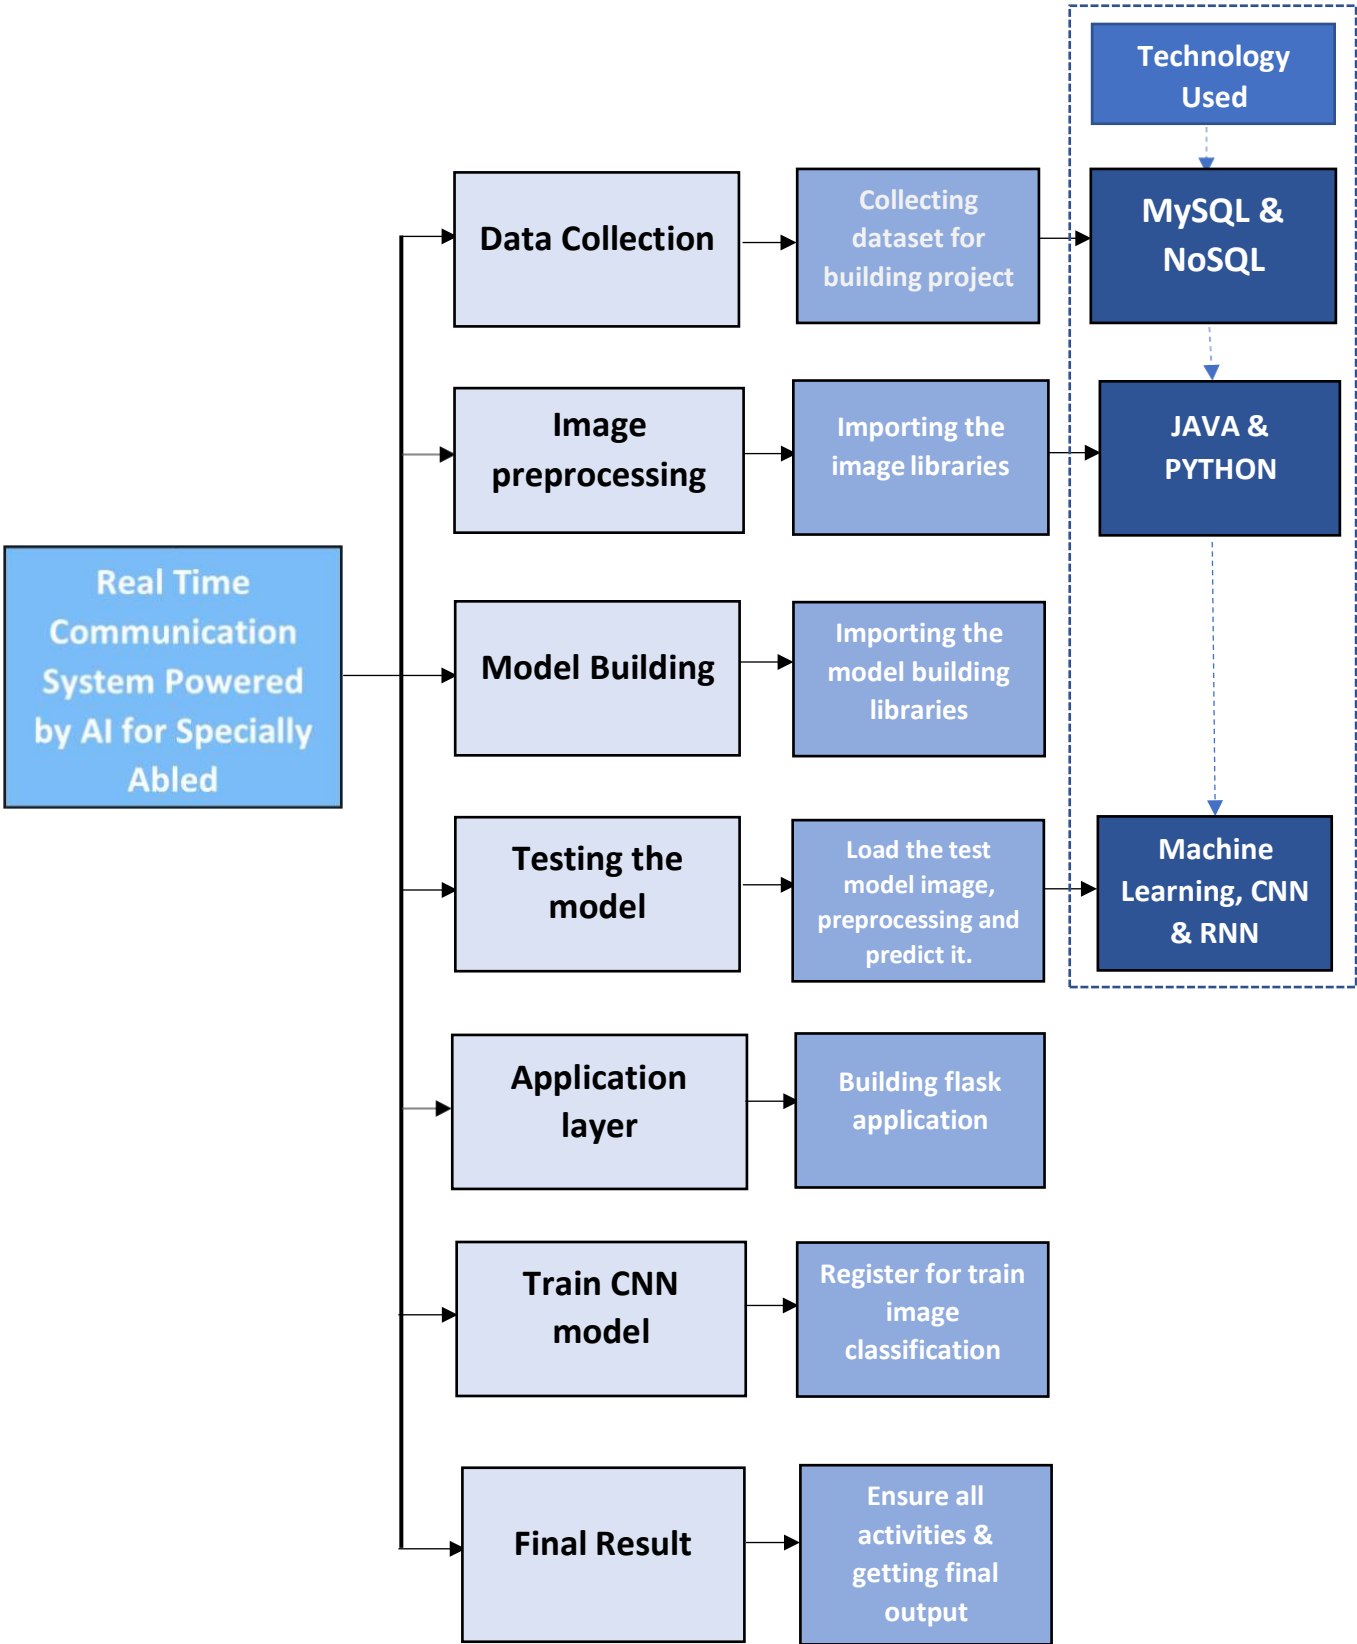 Technology
Used
Data Collection
Collecting
dataset for
building project
MySQL &
NoSQL
Image
preprocessing
Importing the
image libraries
JAVA &
PYTHON
Real Time
Communication
System Powered
by AI for Specially
Abled
Model Building
Importing the
model building
libraries
Testing the
model
Load the test
model image,
preprocessing and
predict it.
Machine
Learning, CNN
& RNN
Application
layer
Building flask
application
Train CNN
model
Register for train
image
classification
Final Result
Ensure all
activities &
getting final
output